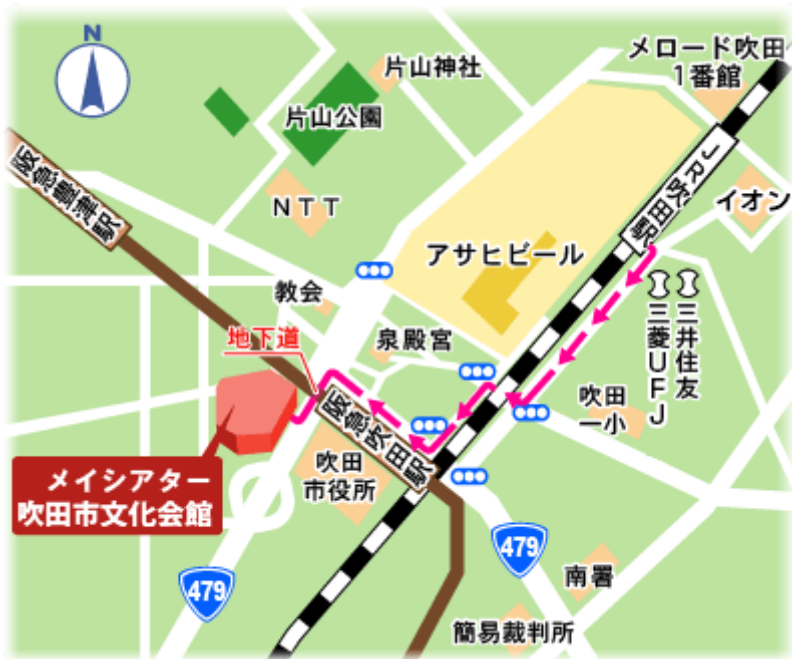 N
メロード吹田
1番館
片山神社
片山公園
阪急豊津駅
JR吹田駅
NTT
イオン
アサヒビール
教会
地下道
泉殿宮
三井住友
三菱UFJ
吹田
一小
阪急吹田駅
メイシアター
吹田市文化会館
吹田
市役所
479
479
南署
簡易裁判所